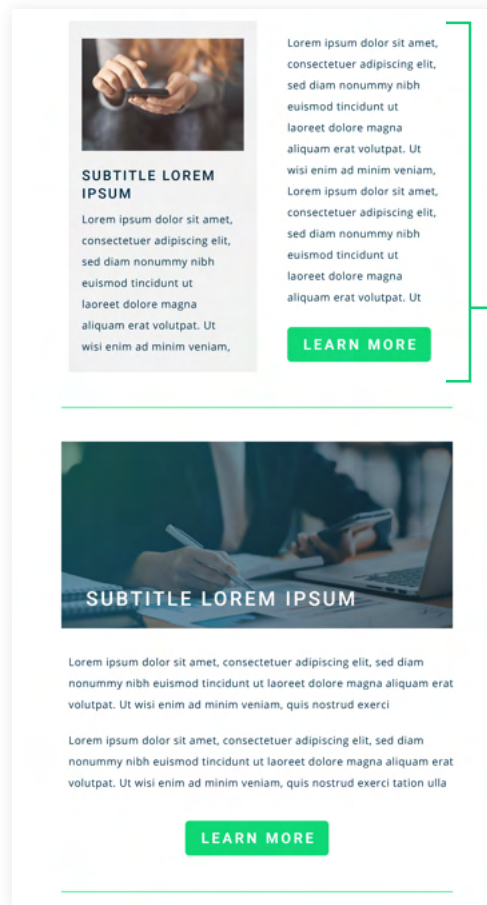 SUBTITLE LOREM
IPSUM
Lorem ipsum dolor sit amet,
consectetuer adipiscing elit,
sed diam nonummy nibh
euismod tincidunt ut
laoreet dolore magna
aliquam erat volutpat. Ut
wisi enim ad minim veniam,
Lorem ipsum dolor sit amet,
consectetuer adipiscing elit,
sed diam nonummy nibh
euismod tincidunt ut
laoreet dolore magna
aliquam erat volutpat. Ut
wisi enim ad minim veniam,
Lorem ipsum dolor sit amet,
consectetuer adipiscing elit,
sed diam nonummy nibh
euismod tincidunt ut
laoreet dolore magna
aliquam erat volutpat. Ut
LEARN MORE
SUBTITLE LOREM IPSUM
Lorem ipsum dolor sit amet, consectetuer adipiscing elit, sed diam
nonummy nibh euismod tincidunt ut laoreet dolore magna aliquam erat
volutpat. Ut wisi enim ad minim veniam, quis nostrud exerci
Lorem ipsum dolor sit amet, consectetuer adipiscing elit, sed diam
nonummy nibh euismod tincidunt ut laoreet dolore magna aliquam erat
volutpat. Ut wisi enim ad minim veniam, quis nostrud exerci tation ulla
LEARN MORE